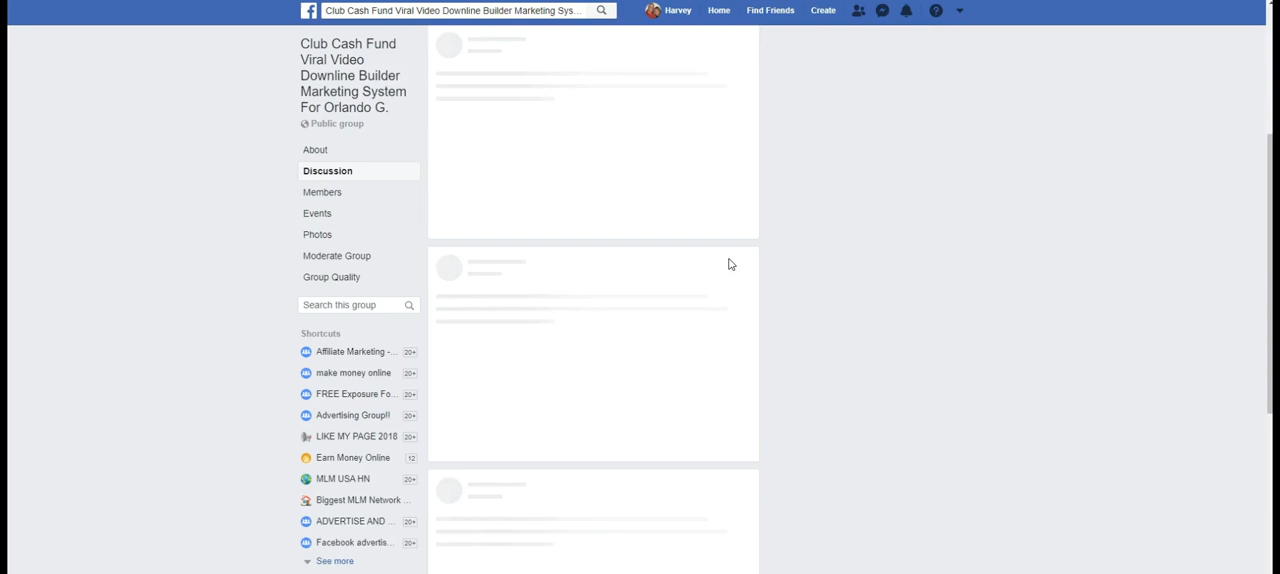 Club Cash Fund Viral Video Downline Builder Marketing Sys...
Harvey
Home
Find Friends
Create
Club Cash Fund
Viral Video
Downline Builder
Marketing System
For Orlando G.
Public group
About
Discussion
Members
Events
Photos
Moderate Group
Group Quality
Search this group
Shortcuts
Affiliate Marketing -... 20+
make money online 20+
FREE Exposure Fo... 20+
Advertising Group!! 20+
LIKE MY PAGE 2018 20+
Earn Money Online 12
MLM USA HN 20+
Biggest MLM Network ...
ADVERTISE AND ... 20+
Facebook advertis... 20+
See more